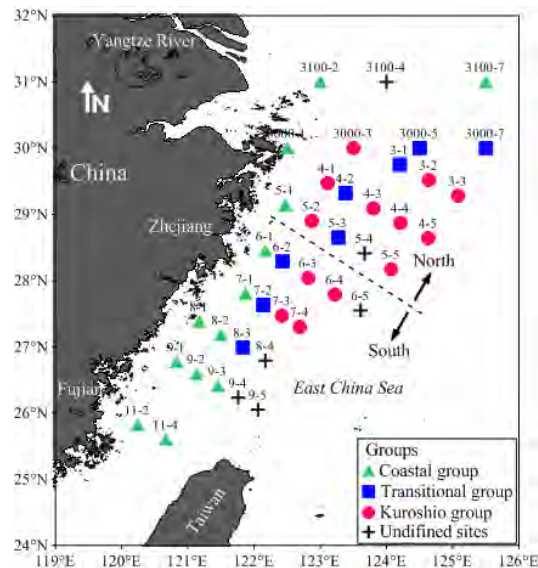 32°N
31°N
30°N
29°N
28°N
27°N
26°N
25°N
24°N
119°E 120°E 121°E 122°E 123°E 124°E 125°E 126°E
Yangtze River
N
China
Zhejiang
Fujian
Taiwan
East China Sea
North
South
3100-2 3100-4 3100-7
3000-1 3000-3 3000-5 3000-7
3-1 3-2 3-3
4-1 4-2 4-3 4-4 4-5
5-1 5-2 5-3 5-4 5-5
6-1 6-2 6-3 6-4 6-5
7-1 7-2 7-3 7-4
8-1 8-2 8-3 8-4
9-1 9-2 9-3 9-4 9-5
11-2 11-4
Groups
Coastal group
Transitional group
Kuroshio group
Undifined sites